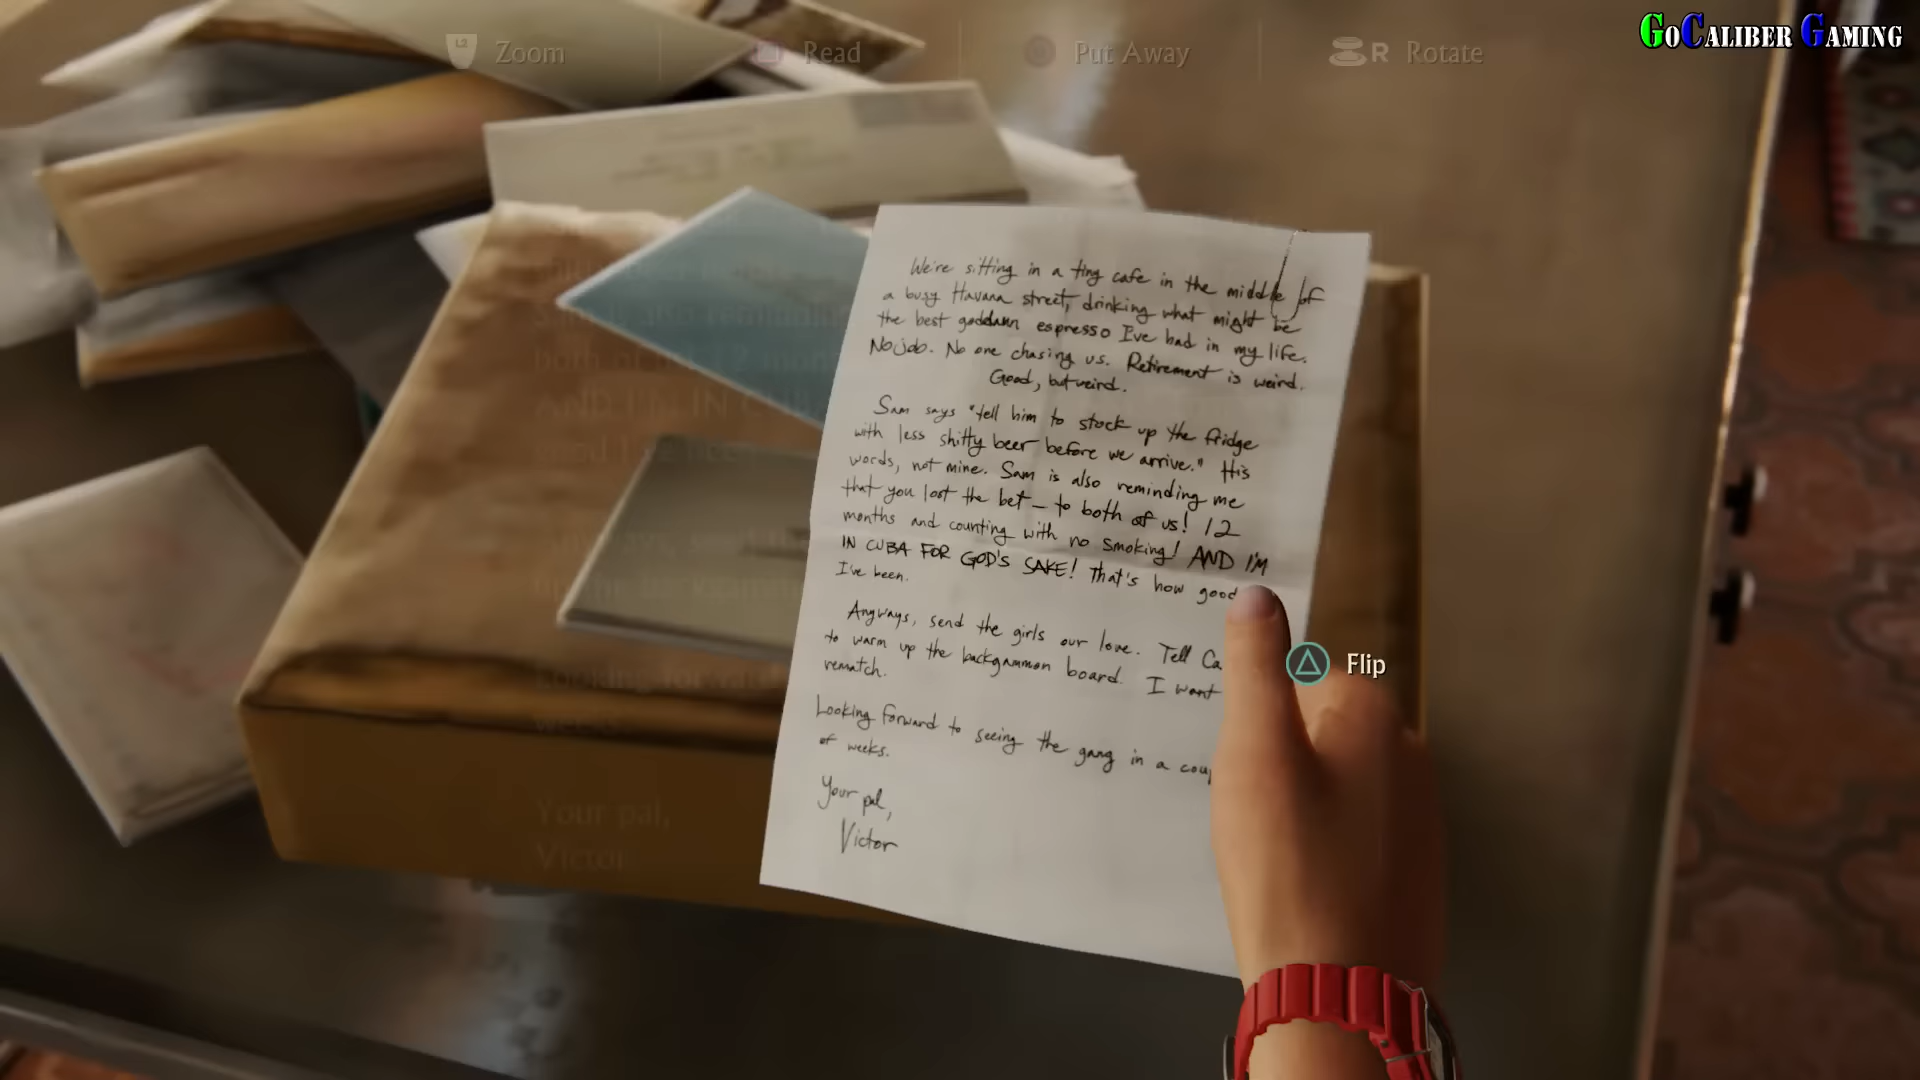 GoCaliber Gaming
L2 Zoom
Read
Put Away
R Rotate
We're sitting in a tiny cafe in the middle of
a busy Havana street, drinking what might be
the best goddamn espresso I've had in my life.
No job. No one chasing us. Retirement is weird.
Good, but weird.
Sam says "tell him to stock up the fridge
with less shitty beer before we arrive." His
words, not mine. Sam is also reminding me
that you lost the bet – to both of us! 12
months and counting with no smoking! AND I'M
IN CUBA FOR GOD'S SAKE! That's how good
I've been.
Anyways, send the girls our love. Tell Ca
to warm up the backgammon board. I want
rematch.
Looking forward to seeing the gang in a coup
of weeks.
Your pal,
Victor
Flip
Your pal,
Victor